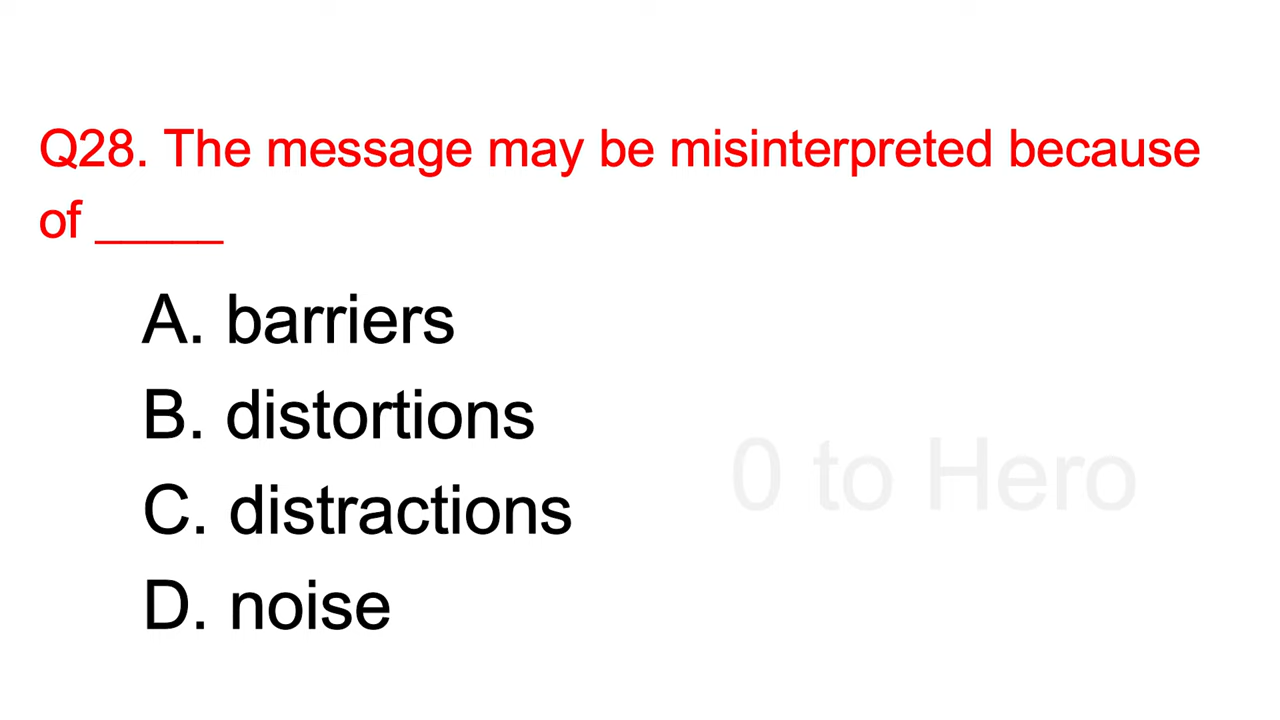 Q28. The message may be misinterpreted because
of _____
A. barriers
B. distortions
C. distractions
D. noise
0 to Hero